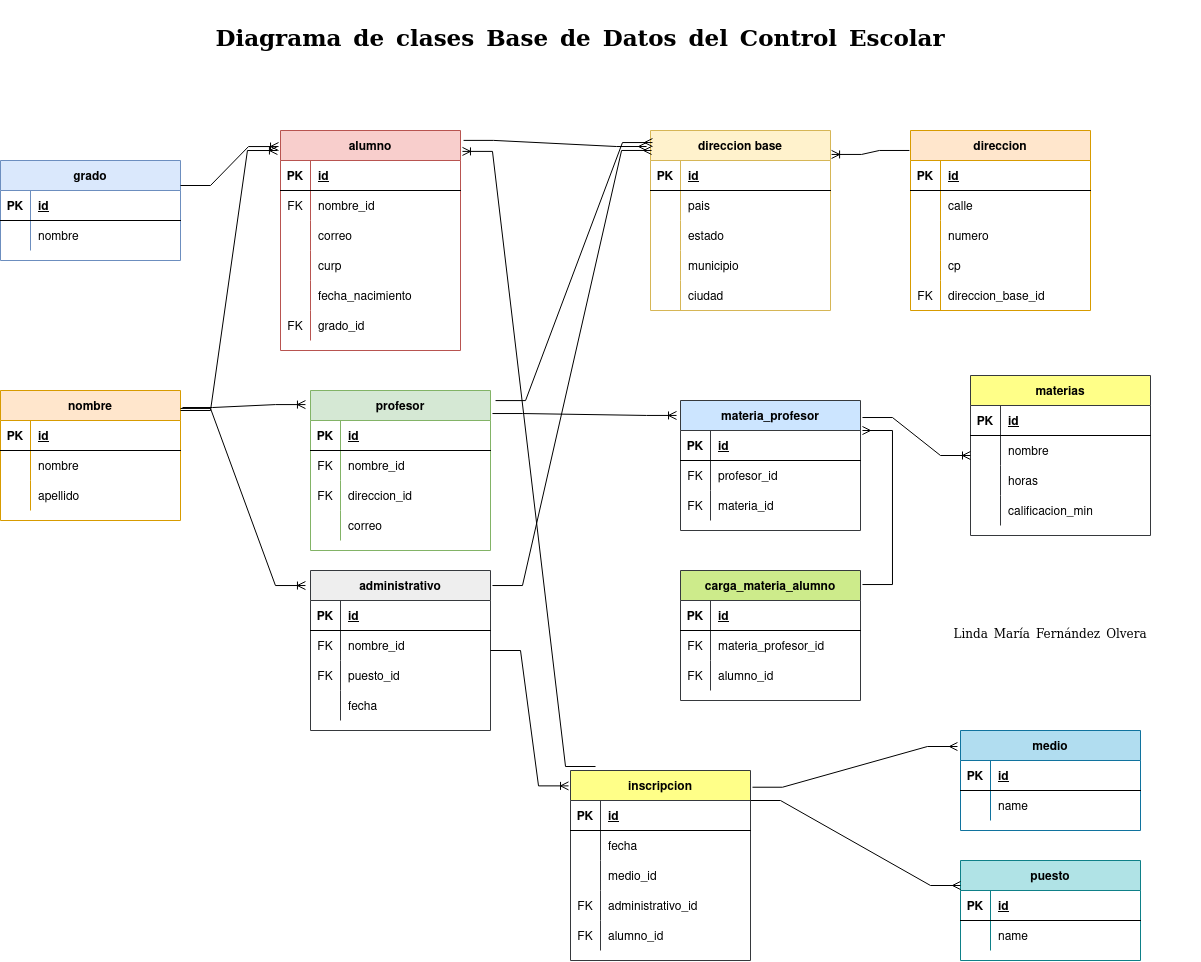 Diagrama de clases Base de Datos del Control Escolar
grado
PK id
nombre
alumno
PK id
FK nombre_id
correo
curp
fecha_nacimiento
FK grado_id
direccion base
PK id
pais
estado
municipio
ciudad
direccion
PK id
calle
numero
cp
FK direccion_base_id
nombre
PK id
nombre
apellido
profesor
PK id
FK nombre_id
FK direccion_id
correo
materia_profesor
PK id
FK profesor_id
FK materia_id
materias
PK id
nombre
horas
calificacion_min
administrativo
PK id
FK nombre_id
FK puesto_id
fecha
carga_materia_alumno
PK id
FK materia_profesor_id
FK alumno_id
Linda María Fernández Olvera
inscripcion
PK id
fecha
medio_id
FK administrativo_id
FK alumno_id
medio
PK id
name
puesto
PK id
name